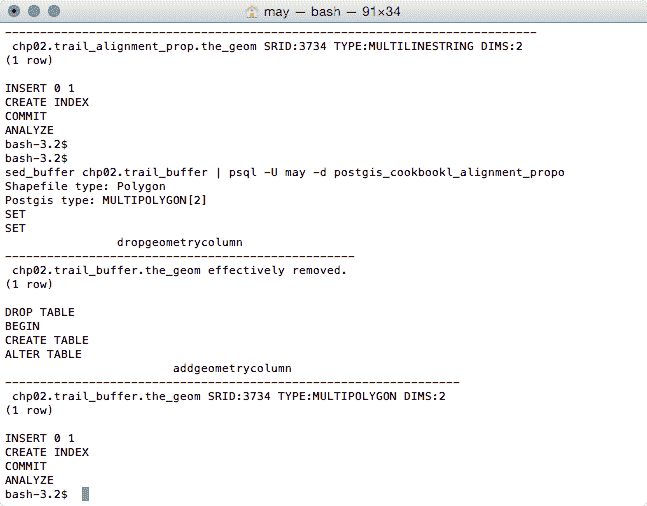 may — bash — 91×34
---------------------------------------------------------------------------
 chp02.trail_alignment_prop.the_geom SRID:3734 TYPE:MULTILINESTRING DIMS:2
(1 row)
INSERT 0 1
CREATE INDEX
COMMIT
ANALYZE
bash-3.2$
bash-3.2$
sed_buffer chp02.trail_buffer | psql -U may -d postgis_cookbookl_alignment_propo
Shapefile type: Polygon
Postgis type: MULTIPOLYGON[2]
SET
SET
                dropgeometrycolumn
--------------------------------------------------
 chp02.trail_buffer.the_geom effectively removed.
(1 row)
DROP TABLE
BEGIN
CREATE TABLE
ALTER TABLE
                        addgeometrycolumn
-----------------------------------------------------------------
 chp02.trail_buffer.the_geom SRID:3734 TYPE:MULTIPOLYGON DIMS:2
(1 row)
INSERT 0 1
CREATE INDEX
COMMIT
ANALYZE
bash-3.2$